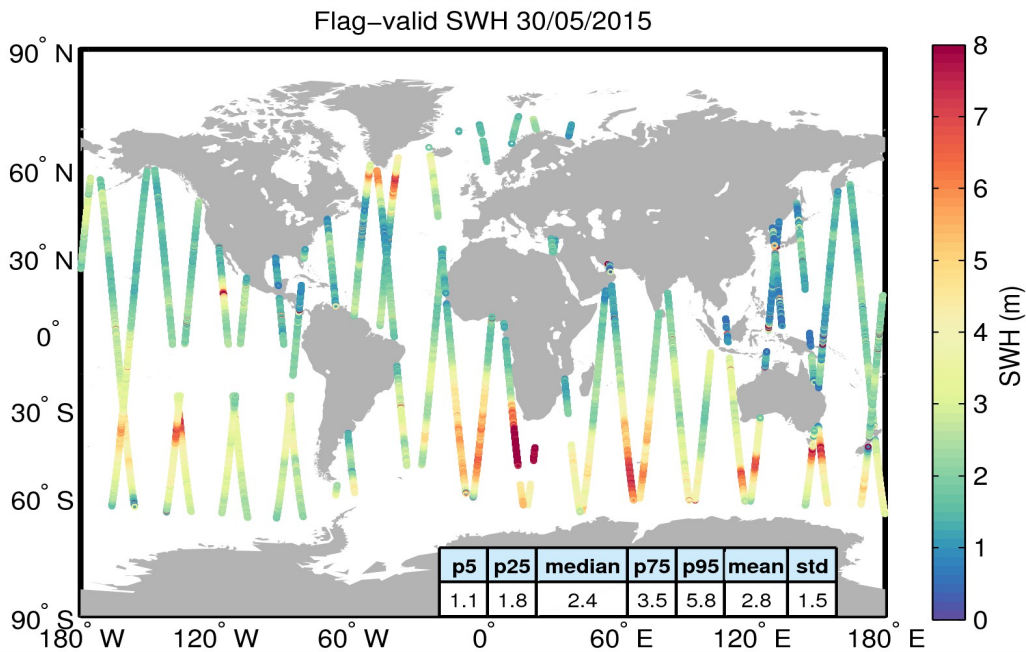 Flag−valid SWH 30/05/2015
90° N
60° N
30° N
0°
30° S
60° S
90° S
180° W
120° W
60° W
0°
60° E
120° E
180° E
p5 p25 median p75 p95 mean std
1.1 1.8 2.4 3.5 5.8 2.8 1.5
8
7
6
5
4
3
2
1
0
SWH (m)